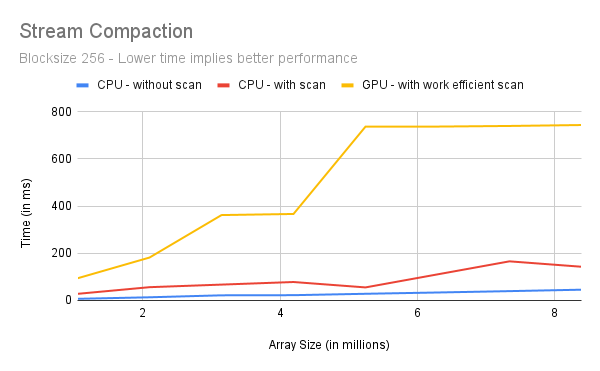 Stream Compaction
Blocksize 256 - Lower time implies better performance
CPU - without scan CPU - with scan GPU - with work efficient scan
800
600
400
200
0
Time (in ms)
2 4 6 8
Array Size (in millions)